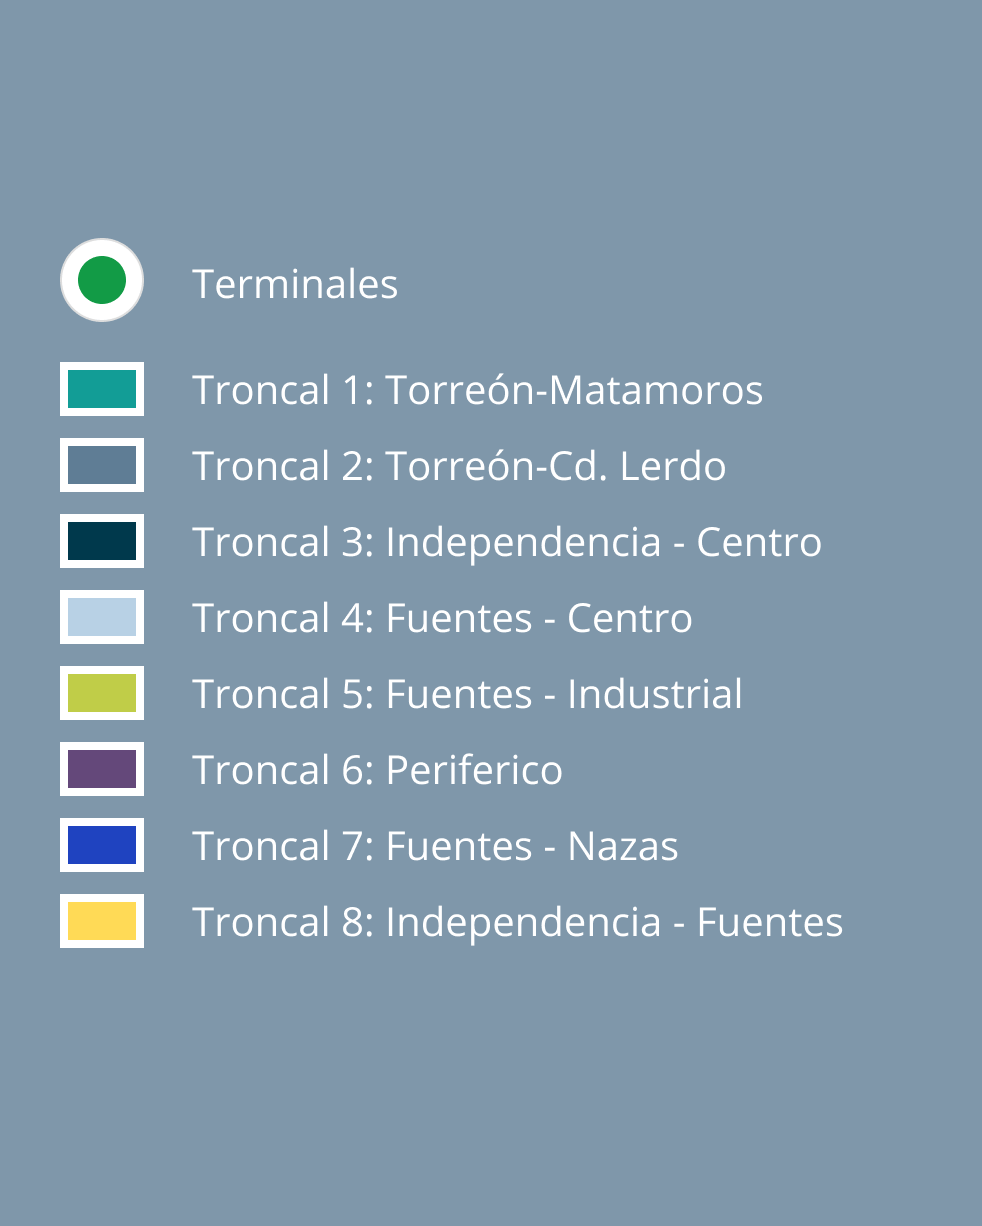 Terminales
Troncal 1: Torreón-Matamoros
Troncal 2: Torreón-Cd. Lerdo
Troncal 3: Independencia - Centro
Troncal 4: Fuentes - Centro
Troncal 5: Fuentes - Industrial
Troncal 6: Periferico
Troncal 7: Fuentes - Nazas
Troncal 8: Independencia - Fuentes